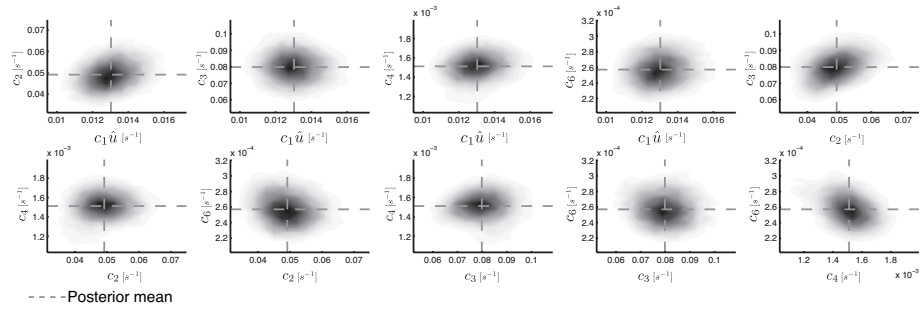 x 10⁻³ x 10⁻⁴
0.07 0.1 1.8 3.2 0.1
0.06 0.09 1.6 3 0.09
0.05 0.08 1.4 2.6 0.08
0.04 0.07 1.2 2.4 0.07
0.06 2.2 0.06
c₂ [s⁻¹] c₃ [s⁻¹] c₄ [s⁻¹] c₆ [s⁻¹] c₃ [s⁻¹]
0.01 0.012 0.014 0.016 0.01 0.012 0.014 0.016 0.01 0.012 0.014 0.016 0.01 0.012 0.014 0.016 0.04 0.05 0.06 0.07
c₁û [s⁻¹] c₁û [s⁻¹] c₁û [s⁻¹] c₁û [s⁻¹] c₂ [s⁻¹]
x 10⁻³ x 10⁻⁴ x 10⁻³ x 10⁻⁴ x 10⁻⁴
1.8 3.2 1.8 3.2 3.2
1.6 3 1.6 3 3
1.4 2.6 1.4 2.6 2.6
1.2 2.4 1.2 2.4 2.4
2.2 2.2 2.2
c₄ [s⁻¹] c₆ [s⁻¹] c₄ [s⁻¹] c₆ [s⁻¹] c₆ [s⁻¹]
0.04 0.05 0.06 0.07 0.04 0.05 0.06 0.07 0.06 0.07 0.08 0.09 0.1 0.06 0.07 0.08 0.09 0.1 1.2 1.4 1.6 1.8
x 10⁻³
c₂ [s⁻¹] c₂ [s⁻¹] c₃ [s⁻¹] c₃ [s⁻¹] c₄ [s⁻¹]
Posterior mean